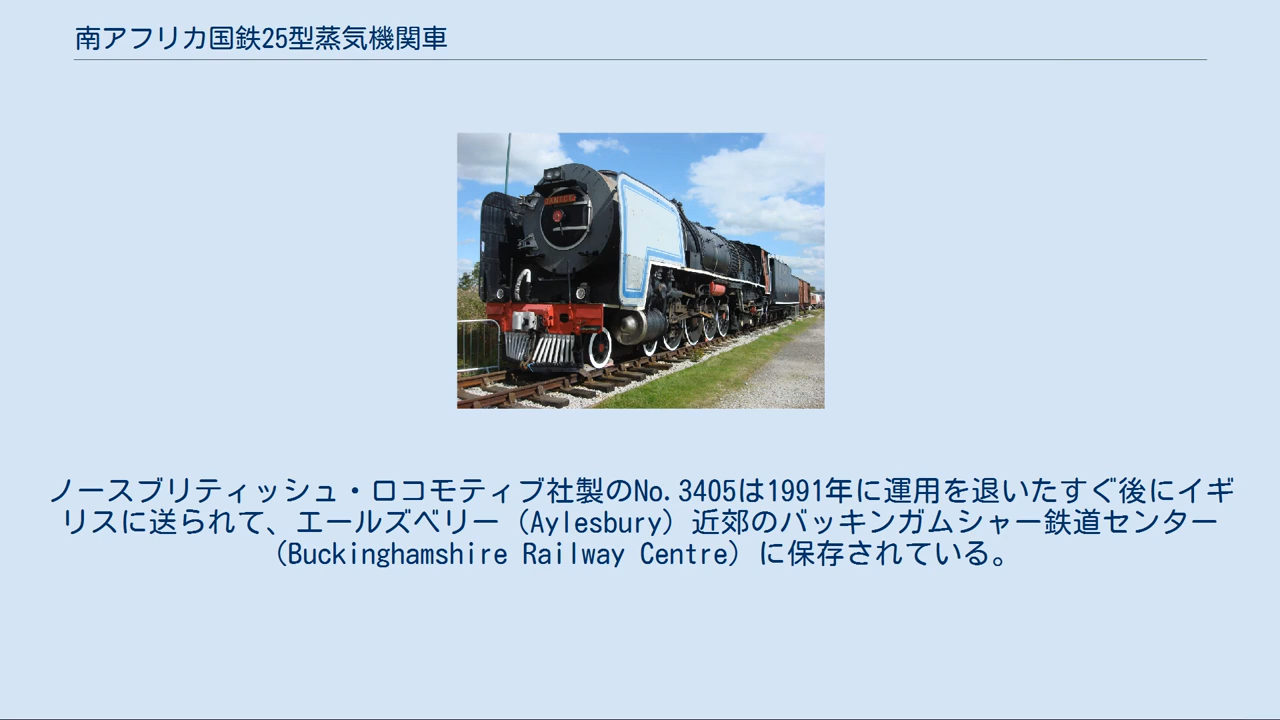 南アフリカ国鉄25型蒸気機関車
ノースブリティッシュ・ロコモティブ社製のNo.3405は1991年に運用を退いたすぐ後にイギ
リスに送られて、エールズベリー（Aylesbury）近郊のバッキンガムシャー鉄道センター
（Buckinghamshire Railway Centre）に保存されている。